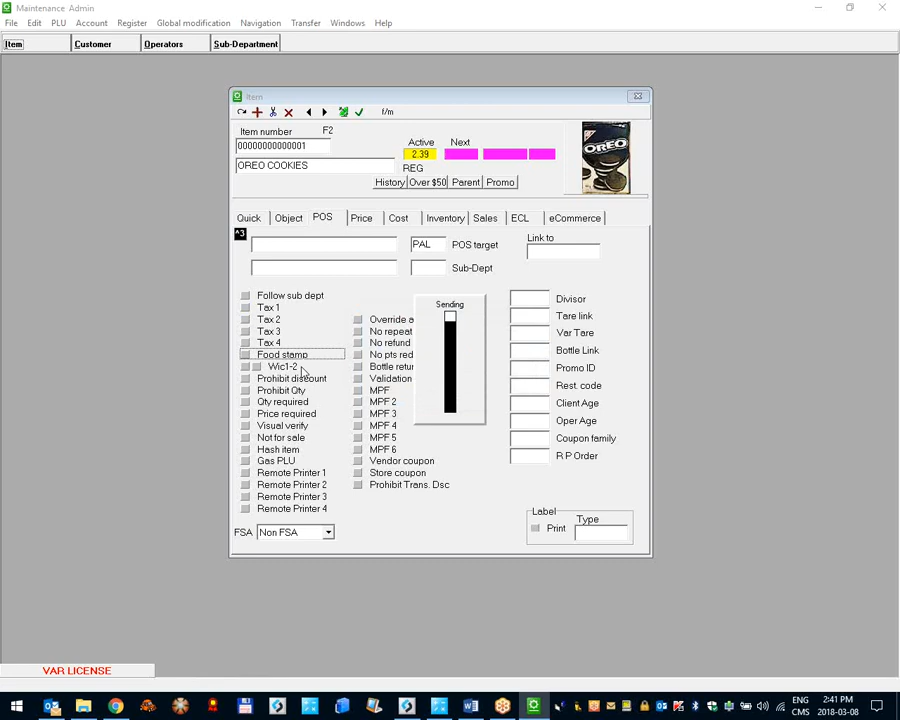 Maintenance Admin
File Edit PLU Account Register Global modification Navigation Transfer Windows Help
Item Customer Operators Sub-Department
Item
i/m
Item number F2
00000000000001
Active Next
2.39
OREO COOKIES
REG
OREO
History Over $50 Parent Promo
Quick Object POS Price Cost Inventory Sales ECL eCommerce
^3
PAL POS target
Link to
Sub-Dept
Follow sub dept
Tax 1
Tax 2
Tax 3
Tax 4
Food stamp
Wic1-2
Prohibit discount
Prohibit Qty
Qty required
Price required
Visual verify
Not for sale
Hash item
Gas PLU
Remote Printer 1
Remote Printer 2
Remote Printer 3
Remote Printer 4
FSA Non FSA
Override a
No repeat
No refund
No pts red
Bottle retur
Validation
MPF
MPF 2
MPF 3
MPF 4
MPF 5
MPF 6
Vendor coupon
Store coupon
Prohibit Trans. Dsc
Sending
Divisor
Tare link
Var Tare
Bottle Link
Promo ID
Rest. code
Client Age
Oper Age
Coupon family
R P Order
Label
Print Type
VAR LICENSE
ENG
CMS
2:41 PM
2018-03-08